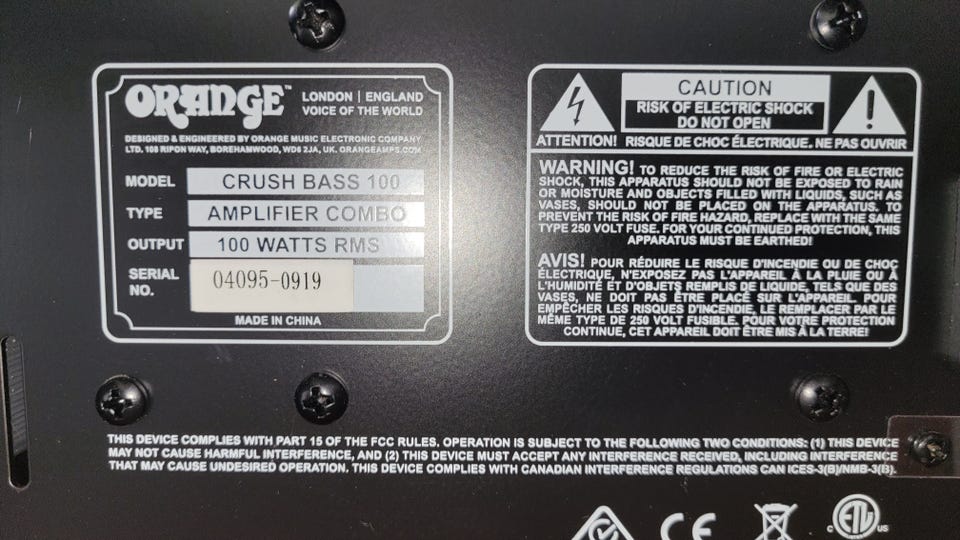 ORANGE™ LONDON | ENGLAND
VOICE OF THE WORLD
DESIGNED & ENGINEERED BY ORANGE MUSIC ELECTRONIC COMPANY
LTD. 108 RIPON WAY, BOREHAMWOOD, WD6 2JA, UK. ORANGEAMPS.COM
MODEL CRUSH BASS 100
TYPE AMPLIFIER COMBO
OUTPUT 100 WATTS RMS
SERIAL
NO. 04095-0919
MADE IN CHINA
CAUTION
RISK OF ELECTRIC SHOCK
DO NOT OPEN
ATTENTION! RISQUE DE CHOC ÉLECTRIQUE. NE PAS OUVRIR
WARNING! TO REDUCE THE RISK OF FIRE OR ELECTRIC
SHOCK, THIS APPARATUS SHOULD NOT BE EXPOSED TO RAIN
OR MOISTURE AND OBJECTS FILLED WITH LIQUIDS, SUCH AS
VASES, SHOULD NOT BE PLACED ON THE APPARATUS. TO
PREVENT THE RISK OF FIRE HAZARD, REPLACE WITH THE SAME
TYPE 250 VOLT FUSE. FOR YOUR CONTINUED PROTECTION, THIS
APPARATUS MUST BE EARTHED!
AVIS! POUR RÉDUIRE LE RISQUE D'INCENDIE OU DE CHOC
ÉLECTRIQUE, N'EXPOSEZ PAS L'APPAREIL À LA PLUIE OU À
L'HUMIDITÉ ET D'OBJETS REMPLIS DE LIQUIDE, TELS QUE DES
VASES, NE DOIT PAS ÊTRE PLACÉ SUR L'APPAREIL. POUR
EMPÊCHER LES RISQUES D'INCENDIE, LE REMPLACER PAR LE
MÊME TYPE DE 250 VOLT FUSIBLE. POUR VOTRE PROTECTION
CONTINUE, CET APPAREIL DOIT ÊTRE MIS À LA TERRE!
THIS DEVICE COMPLIES WITH PART 15 OF THE FCC RULES. OPERATION IS SUBJECT TO THE FOLLOWING TWO CONDITIONS: (1) THIS DEVICE
MAY NOT CAUSE HARMFUL INTERFERENCE, AND (2) THIS DEVICE MUST ACCEPT ANY INTERFERENCE RECEIVED, INCLUDING INTERFERENCE
THAT MAY CAUSE UNDESIRED OPERATION. THIS DEVICE COMPLIES WITH CANADIAN INTERFERENCE REGULATIONS CAN ICES-3(B)/NMB-3(B).
CE C ETL US